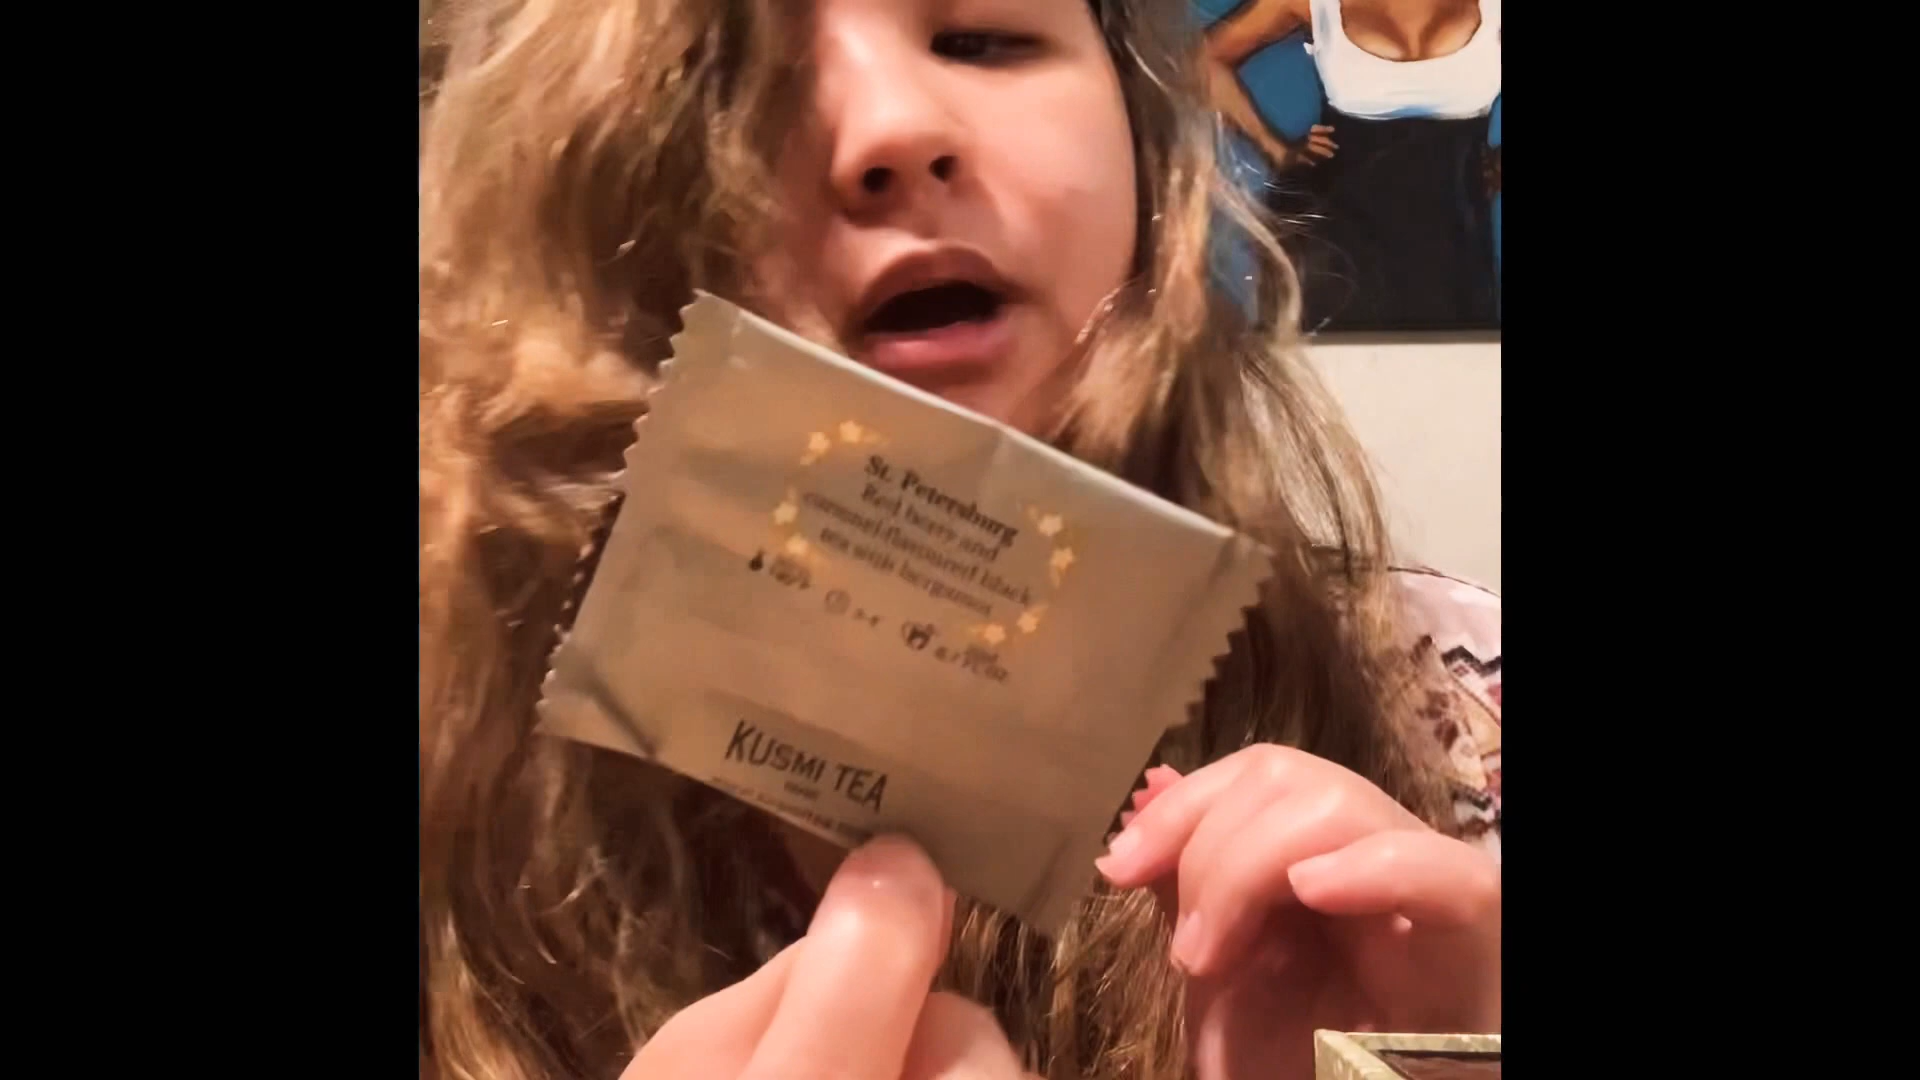 St. Petersburg
Red berry and
caramel-flavoured black
tea with bergamot
KUSMI TEA